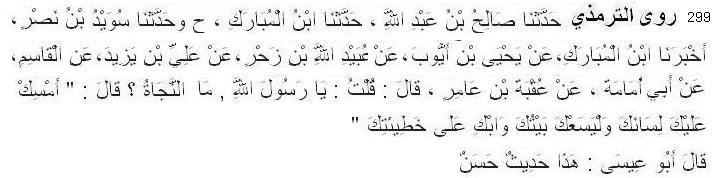 299 روى الترمذي حَدَّثَنَا صَالِحُ بْنُ عَبْدِ اللَّهِ ، حَدَّثَنَا ابْنُ الْمُبَارَكِ ، ح وحَدَّثَنَا سُوَيْدُ بْنُ نَصْرٍ،
أَخْبَرَنَا ابْنُ الْمُبَارَكِ،عَنْ يَحْيَى بْنِ أَيُّوبَ،عَنْ عُبَيْدِ اللَّهِ بْنِ زَحْرٍ،عَنْ عَلِيِّ بْنِ يَزِيدَ،عَنِ الْقَاسِمِ،
عَنْ أَبِي أُمَامَةَ ، عَنْ عُقْبَةَ بْنِ عَامِرٍ ، قَالَ : قُلْتُ : يَا رَسُولَ اللَّهِ , مَا النَّجَاةُ ؟ قَالَ : " أَمْسِكْ
عَلَيْكَ لِسَانَكَ وَلْيَسَعْكَ بَيْتُكَ وَابْكِ عَلَى خَطِيئَتِكَ "
قَالَ أَبُو عِيسَى : هَذَا حَدِيثٌ حَسَنٌ